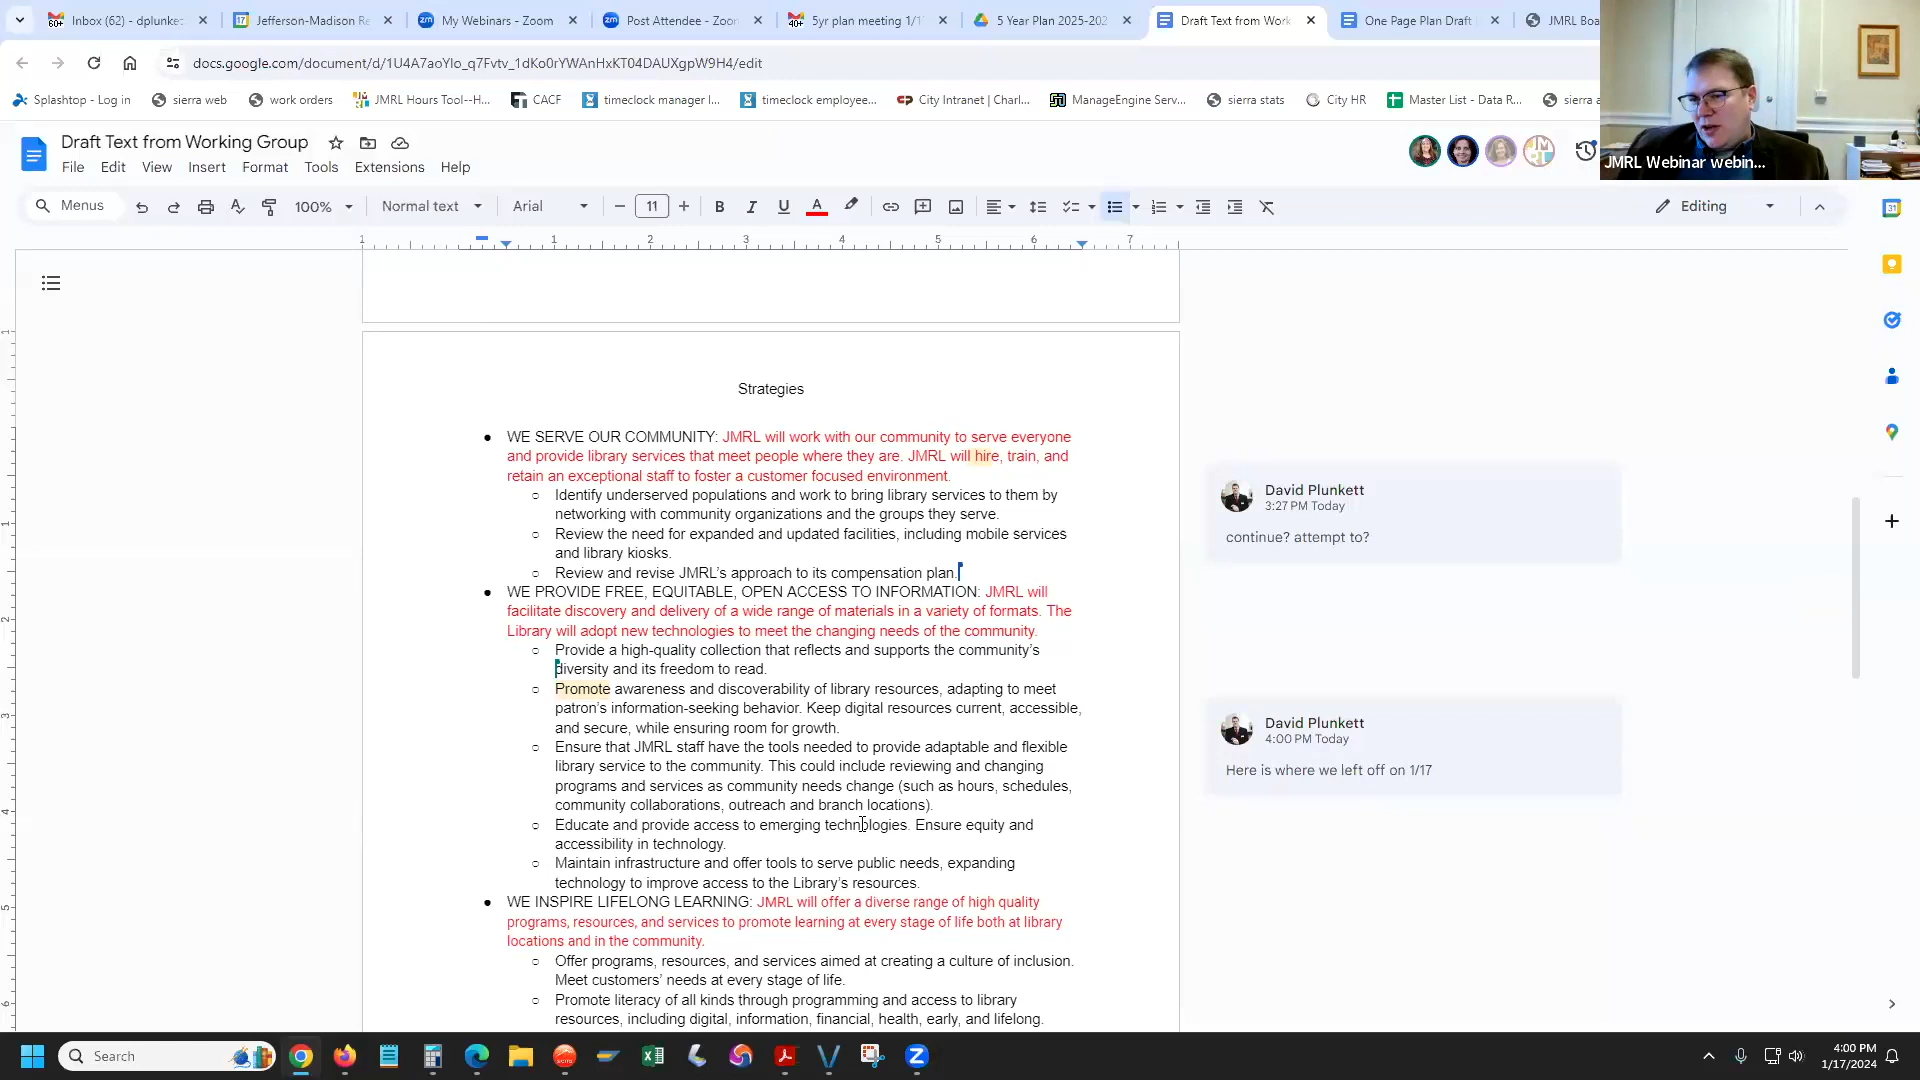 Inbox (62) - dplunke
Jefferson-Madison Re
My Webinars - Zoom
Post Attendee - Zoo
5yr plan meeting 1/1
5 Year Plan 2025-202
Draft Text from Work
One Page Plan Draft
JMRL Boa
docs.google.com/document/d/1U4A7aoYlo_q7Fvtv_1dKo0rYWAnHxKT04DAUXgpW9H4/edit
Splashtop - Log in
sierra web
work orders
JMRL Hours Tool--H...
CACF
timeclock manager l...
timeclock employee...
City Intranet | Charl...
ManageEngine Serv...
sierra stats
City HR
Master List - Data R...
sierra a
JMRL Webinar webin...
Draft Text from Working Group
File Edit View Insert Format Tools Extensions Help
Menus 100% Normal text Arial 11 Editing
1 1 2 3 4 5 6 7
Strategies
● WE SERVE OUR COMMUNITY: JMRL will work with our community to serve everyone
and provide library services that meet people where they are. JMRL will hire, train, and
retain an exceptional staff to foster a customer focused environment.
○ Identify underserved populations and work to bring library services to them by
networking with community organizations and the groups they serve.
○ Review the need for expanded and updated facilities, including mobile services
and library kiosks.
○ Review and revise JMRL's approach to its compensation plan.
● WE PROVIDE FREE, EQUITABLE, OPEN ACCESS TO INFORMATION: JMRL will
facilitate discovery and delivery of a wide range of materials in a variety of formats. The
Library will adopt new technologies to meet the changing needs of the community.
○ Provide a high-quality collection that reflects and supports the community's
diversity and its freedom to read.
○ Promote awareness and discoverability of library resources, adapting to meet
patron's information-seeking behavior. Keep digital resources current, accessible,
and secure, while ensuring room for growth.
○ Ensure that JMRL staff have the tools needed to provide adaptable and flexible
library service to the community. This could include reviewing and changing
programs and services as community needs change (such as hours, schedules,
community collaborations, outreach and branch locations).
○ Educate and provide access to emerging technologies. Ensure equity and
accessibility in technology.
○ Maintain infrastructure and offer tools to serve public needs, expanding
technology to improve access to the Library's resources.
● WE INSPIRE LIFELONG LEARNING: JMRL will offer a diverse range of high quality
programs, resources, and services to promote learning at every stage of life both at library
locations and in the community.
○ Offer programs, resources, and services aimed at creating a culture of inclusion.
Meet customers' needs at every stage of life.
○ Promote literacy of all kinds through programming and access to library
resources, including digital, information, financial, health, early, and lifelong.
David Plunkett
3:27 PM Today
continue? attempt to?
David Plunkett
4:00 PM Today
Here is where we left off on 1/17
Search
4:00 PM
1/17/2024